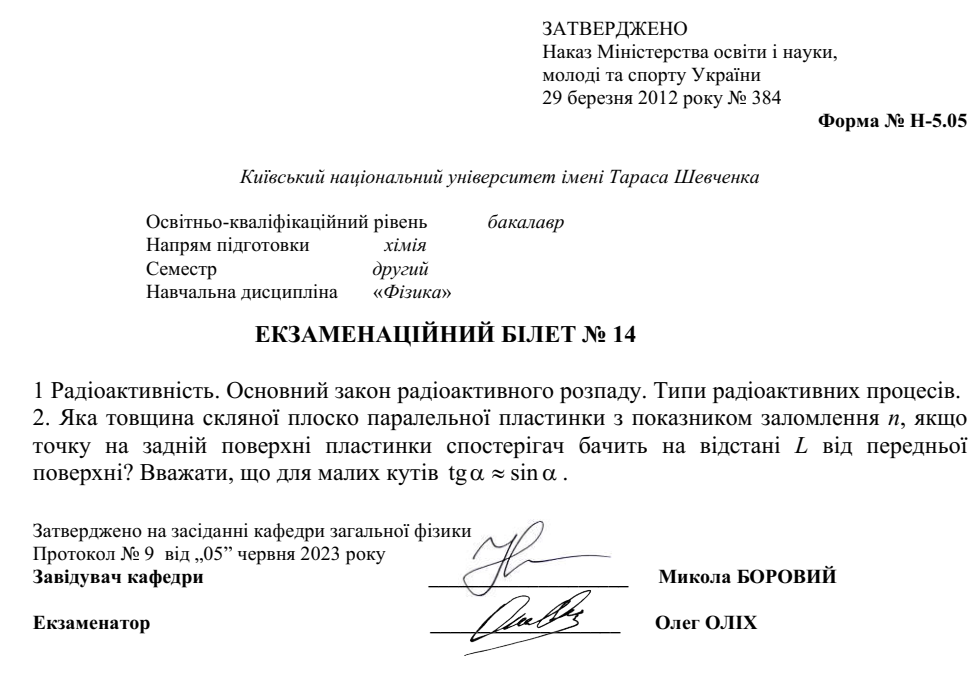 ЗАТВЕРДЖЕНО
Наказ Міністерства освіти і науки,
молоді та спорту України
29 березня 2012 року № 384
Форма № Н-5.05
Київський національний університет імені Тараса Шевченка
Освітньо-кваліфікаційний рівень бакалавр
Напрям підготовки хімія
Семестр другий
Навчальна дисципліна «Фізика»
ЕКЗАМЕНАЦІЙНИЙ БІЛЕТ № 14
1 Радіоактивність. Основний закон радіоактивного розпаду. Типи радіоактивних процесів.
2. Яка товщина скляної плоско паралельної пластинки з показником заломлення n, якщо
точку на задній поверхні пластинки спостерігач бачить на відстані L від передньої
поверхні? Вважати, що для малих кутів tg α ≈ sin α .
Затверджено на засіданні кафедри загальної фізики
Протокол № 9 від „05” червня 2023 року
Завідувач кафедри Микола БОРОВИЙ
Екзаменатор Олег ОЛІХ